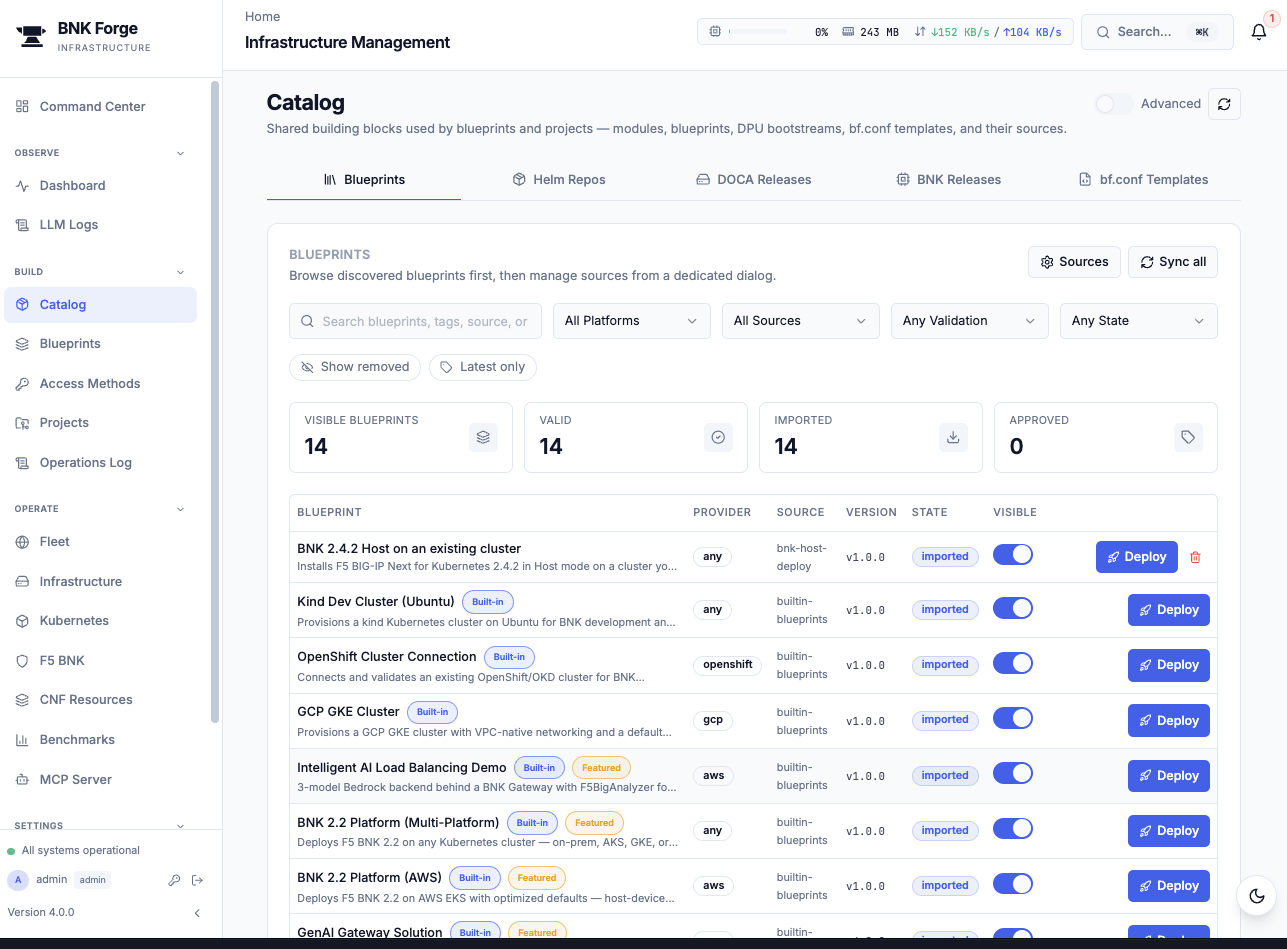 BNK Forge
INFRASTRUCTURE
Command Center
OBSERVE
Dashboard
LLM Logs
BUILD
Catalog
Blueprints
Access Methods
Projects
Operations Log
OPERATE
Fleet
Infrastructure
Kubernetes
F5 BNK
CNF Resources
Benchmarks
MCP Server
SETTINGS
All systems operational
A admin admin
Version 4.0.0
Home
Infrastructure Management
0% 243 MB ↓152 KB/s / ↑104 KB/s
Search... ⌘K
1
Catalog
Advanced
Shared building blocks used by blueprints and projects — modules, blueprints, DPU bootstreams, bf.conf templates, and their sources.
Blueprints Helm Repos DOCA Releases BNK Releases bf.conf Templates
BLUEPRINTS
Browse discovered blueprints first, then manage sources from a dedicated dialog.
Sources Sync all
Search blueprints, tags, source, or
All Platforms All Sources Any Validation Any State
Show removed Latest only
VISIBLE BLUEPRINTS
14
VALID
14
IMPORTED
14
APPROVED
0
BLUEPRINT PROVIDER SOURCE VERSION STATE VISIBLE
BNK 2.4.2 Host on an existing cluster
Installs F5 BIG-IP Next for Kubernetes 2.4.2 in Host mode on a cluster yo...
any
bnk-host-
deploy
v1.0.0 imported Deploy
Kind Dev Cluster (Ubuntu) Built-in
Provisions a kind Kubernetes cluster on Ubuntu for BNK development an...
any
builtin-
blueprints
v1.0.0 imported Deploy
OpenShift Cluster Connection Built-in
Connects and validates an existing OpenShift/OKD cluster for BNK...
openshift
builtin-
blueprints
v1.0.0 imported Deploy
GCP GKE Cluster Built-in
Provisions a GCP GKE cluster with VPC-native networking and a default...
gcp
builtin-
blueprints
v1.0.0 imported Deploy
Intelligent AI Load Balancing Demo Built-in Featured
3-model Bedrock backend behind a BNK Gateway with F5BigAnalyzer fo...
aws
builtin-
blueprints
v1.0.0 imported Deploy
BNK 2.2 Platform (Multi-Platform) Built-in Featured
Deploys F5 BNK 2.2 on any Kubernetes cluster — on-prem, AKS, GKE, or...
any
builtin-
blueprints
v1.0.0 imported Deploy
BNK 2.2 Platform (AWS) Built-in Featured
Deploys F5 BNK 2.2 on AWS EKS with optimized defaults — host-device...
aws
builtin-
blueprints
v1.0.0 imported Deploy
GenAI Gateway Solution Built-in Featured
builtin-